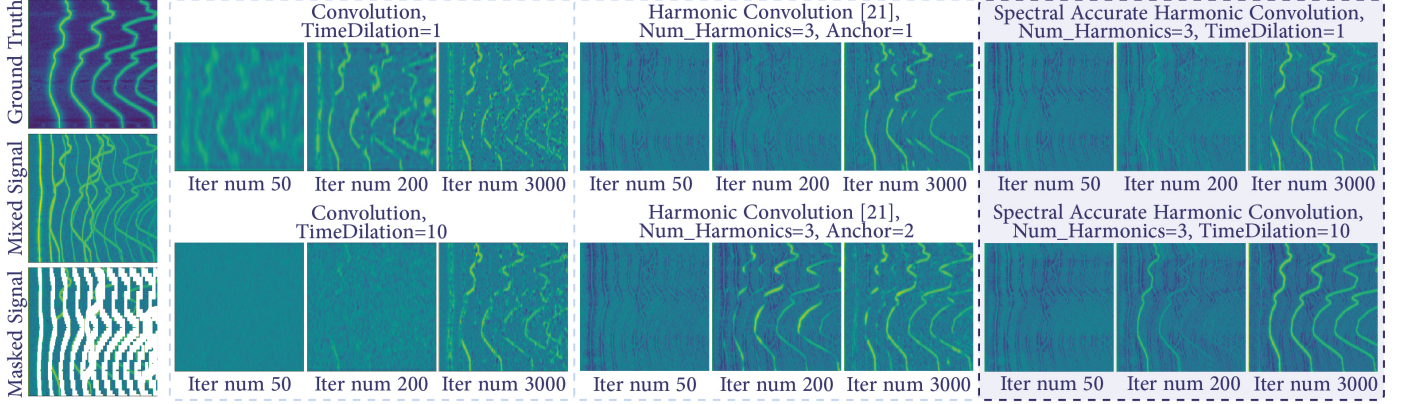 Ground Truth
Mixed Signal
Masked Signal
Convolution,
TimeDilation=1
Iter num 50
Iter num 200
Iter num 3000
Convolution,
TimeDilation=10
Iter num 50
Iter num 200
Iter num 3000
Harmonic Convolution [21],
Num_Harmonics=3, Anchor=1
Iter num 50
Iter num 200
Iter num 3000
Harmonic Convolution [21],
Num_Harmonics=3, Anchor=2
Iter num 50
Iter num 200
Iter num 3000
Spectral Accurate Harmonic Convolution,
Num_Harmonics=3, TimeDilation=1
Iter num 50
Iter num 200
Iter num 3000
Spectral Accurate Harmonic Convolution,
Num_Harmonics=3, TimeDilation=10
Iter num 50
Iter num 200
Iter num 3000